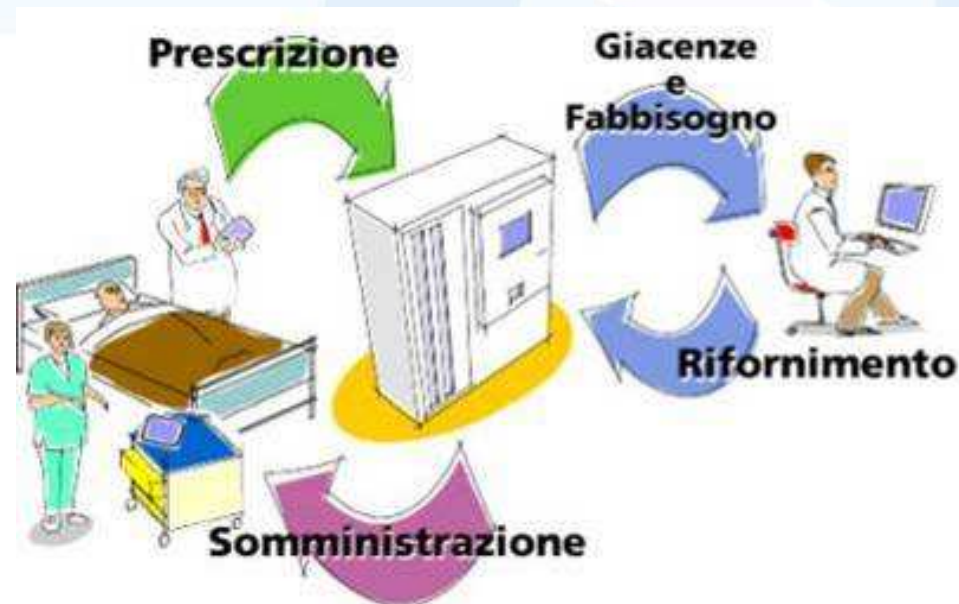 Prescrizione
Giacenze
e
Fabbisogno
Rifornimento
Somministrazione